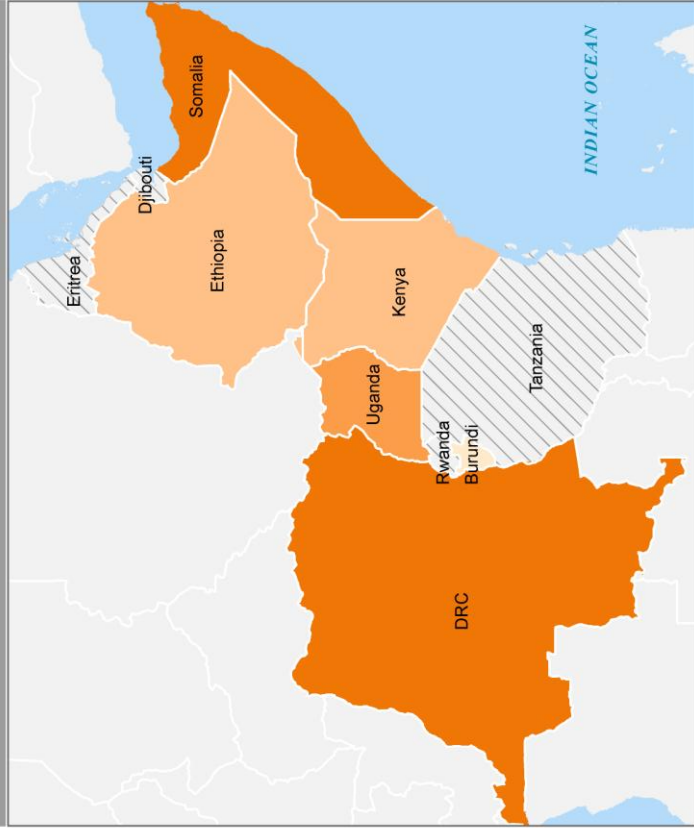 Eritrea
Djibouti
Somalia
Ethiopia
Uganda
Kenya
Rwanda
Burundi
DRC
Tanzania
INDIAN OCEAN